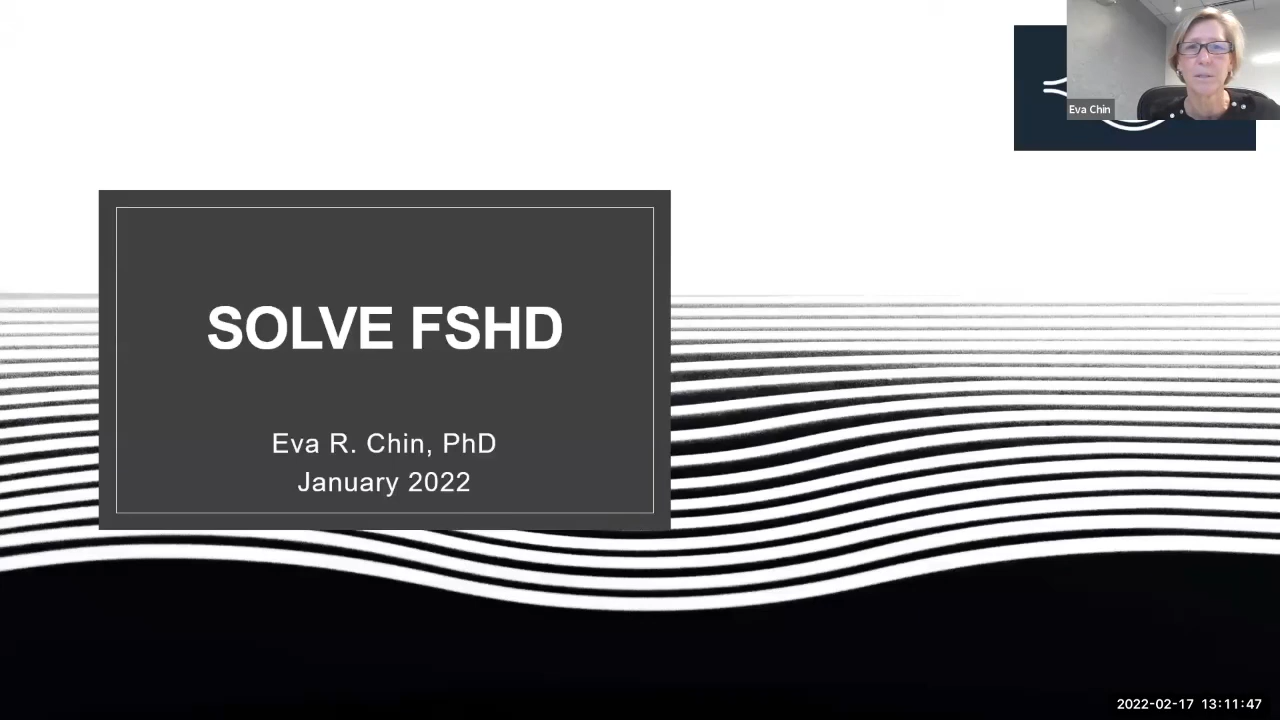 Eva Chin
SOLVE FSHD
Eva R. Chin, PhD
January 2022
2022-02-17 13:11:47